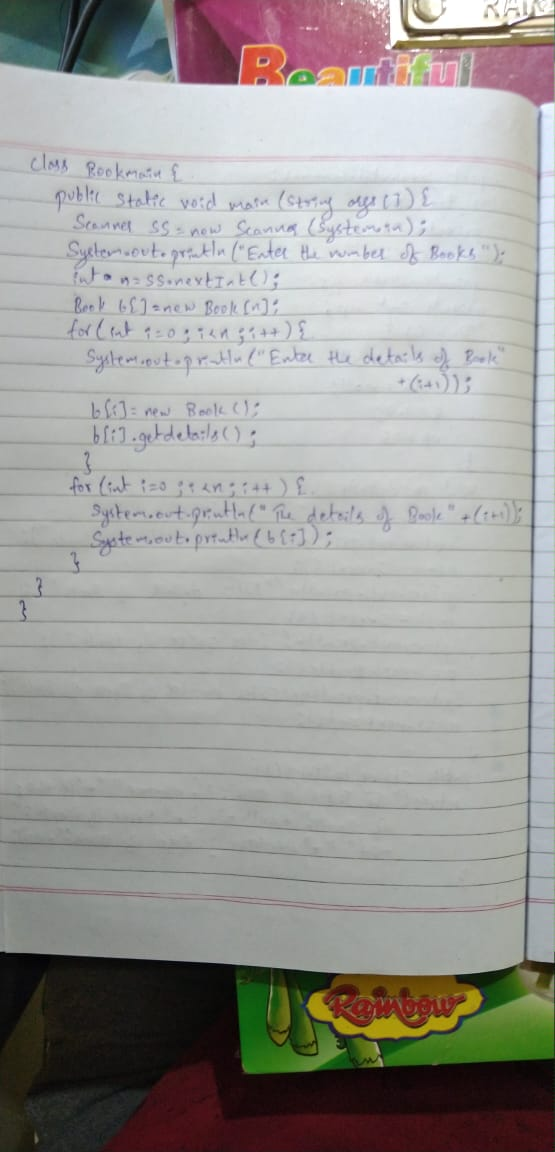 RAIN
Beautiful
class Bookmain {
public static void main (String args []) {
Scanner SS = new Scanner (System.in);
System.out.println ("Enter the number of Books");
int n = SS.nextInt();
Book b[] = new Book [n];
for (int i=0; i<n; i++) {
System.out.println ("Enter the details of Book"
+(i+1));
b[i] = new Book ();
b[i].getdetails();
}
for (int i=0; i<n; i++) {
System.out.println (" The details of Book" +(i+1));
System.out.println (b[i]);
}
}
}
Rainbow